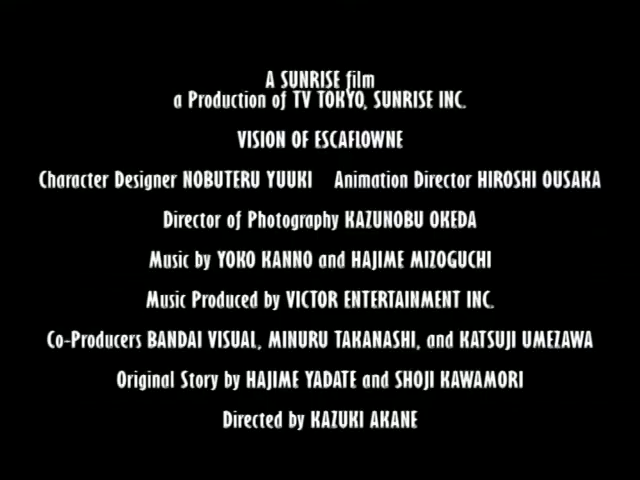 A SUNRISE film
a Production of TV TOKYO, SUNRISE INC.
VISION OF ESCAFLOWNE
Character Designer NOBUTERU YUUKI Animation Director HIROSHI OUSAKA
Director of Photography KAZUNOBU OKEDA
Music by YOKO KANNO and HAJIME MIZOGUCHI
Music Produced by VICTOR ENTERTAINMENT INC.
Co-Producers BANDAI VISUAL, MINURU TAKANASHI, and KATSUJI UMEZAWA
Original Story by HAJIME YADATE and SHOJI KAWAMORI
Directed by KAZUKI AKANE